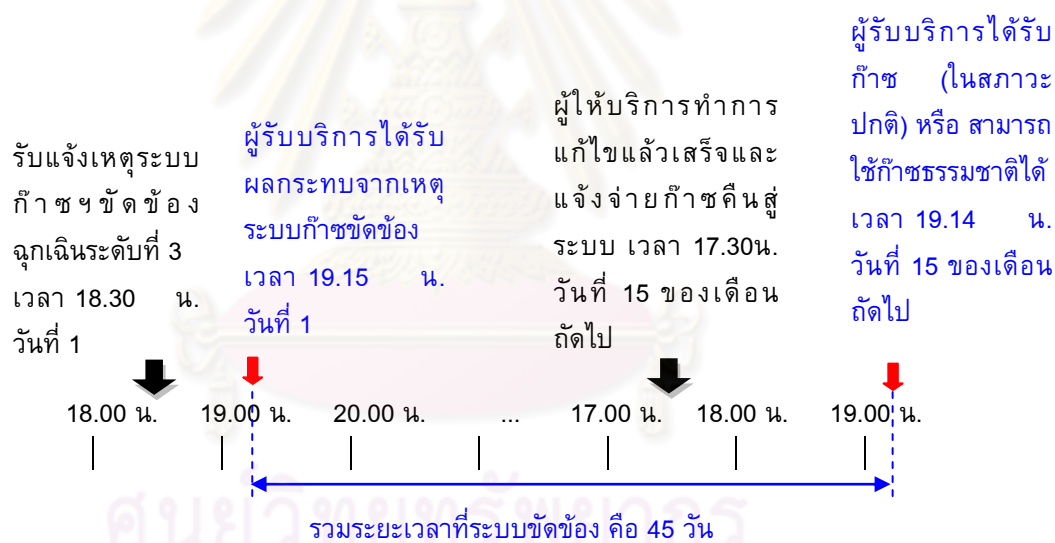 รับแจ้งเหตุระบบ
ก๊าซฯขัดข้อง
ฉุกเฉินระดับที่ 3
เวลา 18.30 น.
วันที่ 1
ผู้รับบริการได้รับ
ผลกระทบจากเหตุ
ระบบก๊าซขัดข้อง
เวลา 19.15 น.
วันที่ 1
ผู้ให้บริการทำการ
แก้ไขแล้วเสร็จและ
แจ้งจ่ายก๊าซคืนสู่
ระบบ เวลา 17.30น.
วันที่ 15 ของเดือน
ถัดไป
ผู้รับบริการได้รับ
ก๊าซ (ในสภาวะ
ปกติ) หรือ สามารถ
ใช้ก๊าซธรรมชาติได้
เวลา 19.14 น.
วันที่ 15 ของเดือน
ถัดไป
18.00 น. 19.00 น. 20.00 น. ... 17.00 น. 18.00 น. 19.00 น.
รวมระยะเวลาที่ระบบขัดข้อง คือ 45 วัน
ศูนย์วิทยทรัพยากร